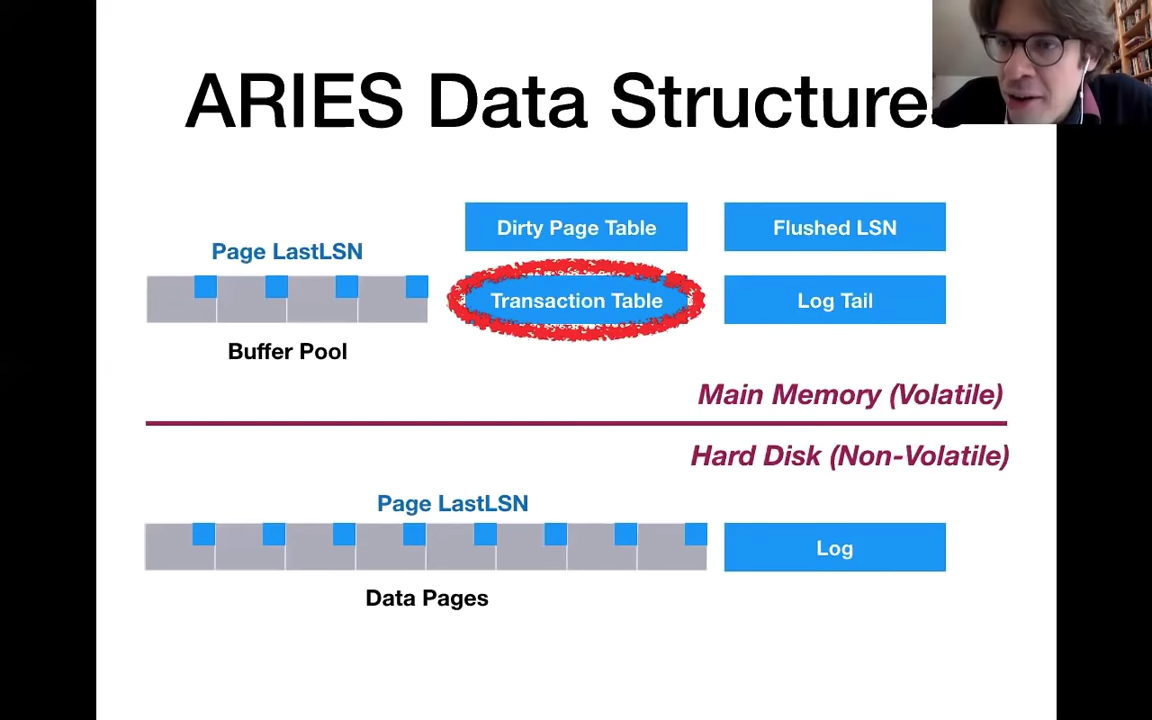 ARIES Data Structures
Dirty Page Table
Flushed LSN
Page LastLSN
Transaction Table
Log Tail
Buffer Pool
Main Memory (Volatile)
Hard Disk (Non-Volatile)
Page LastLSN
Log
Data Pages